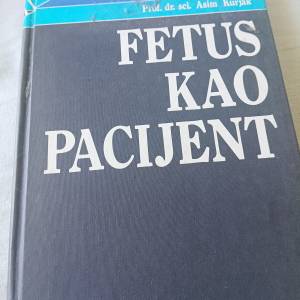 Prof. dr. sci. Asim Kurjak
FETUS
KAO
PACIJENT